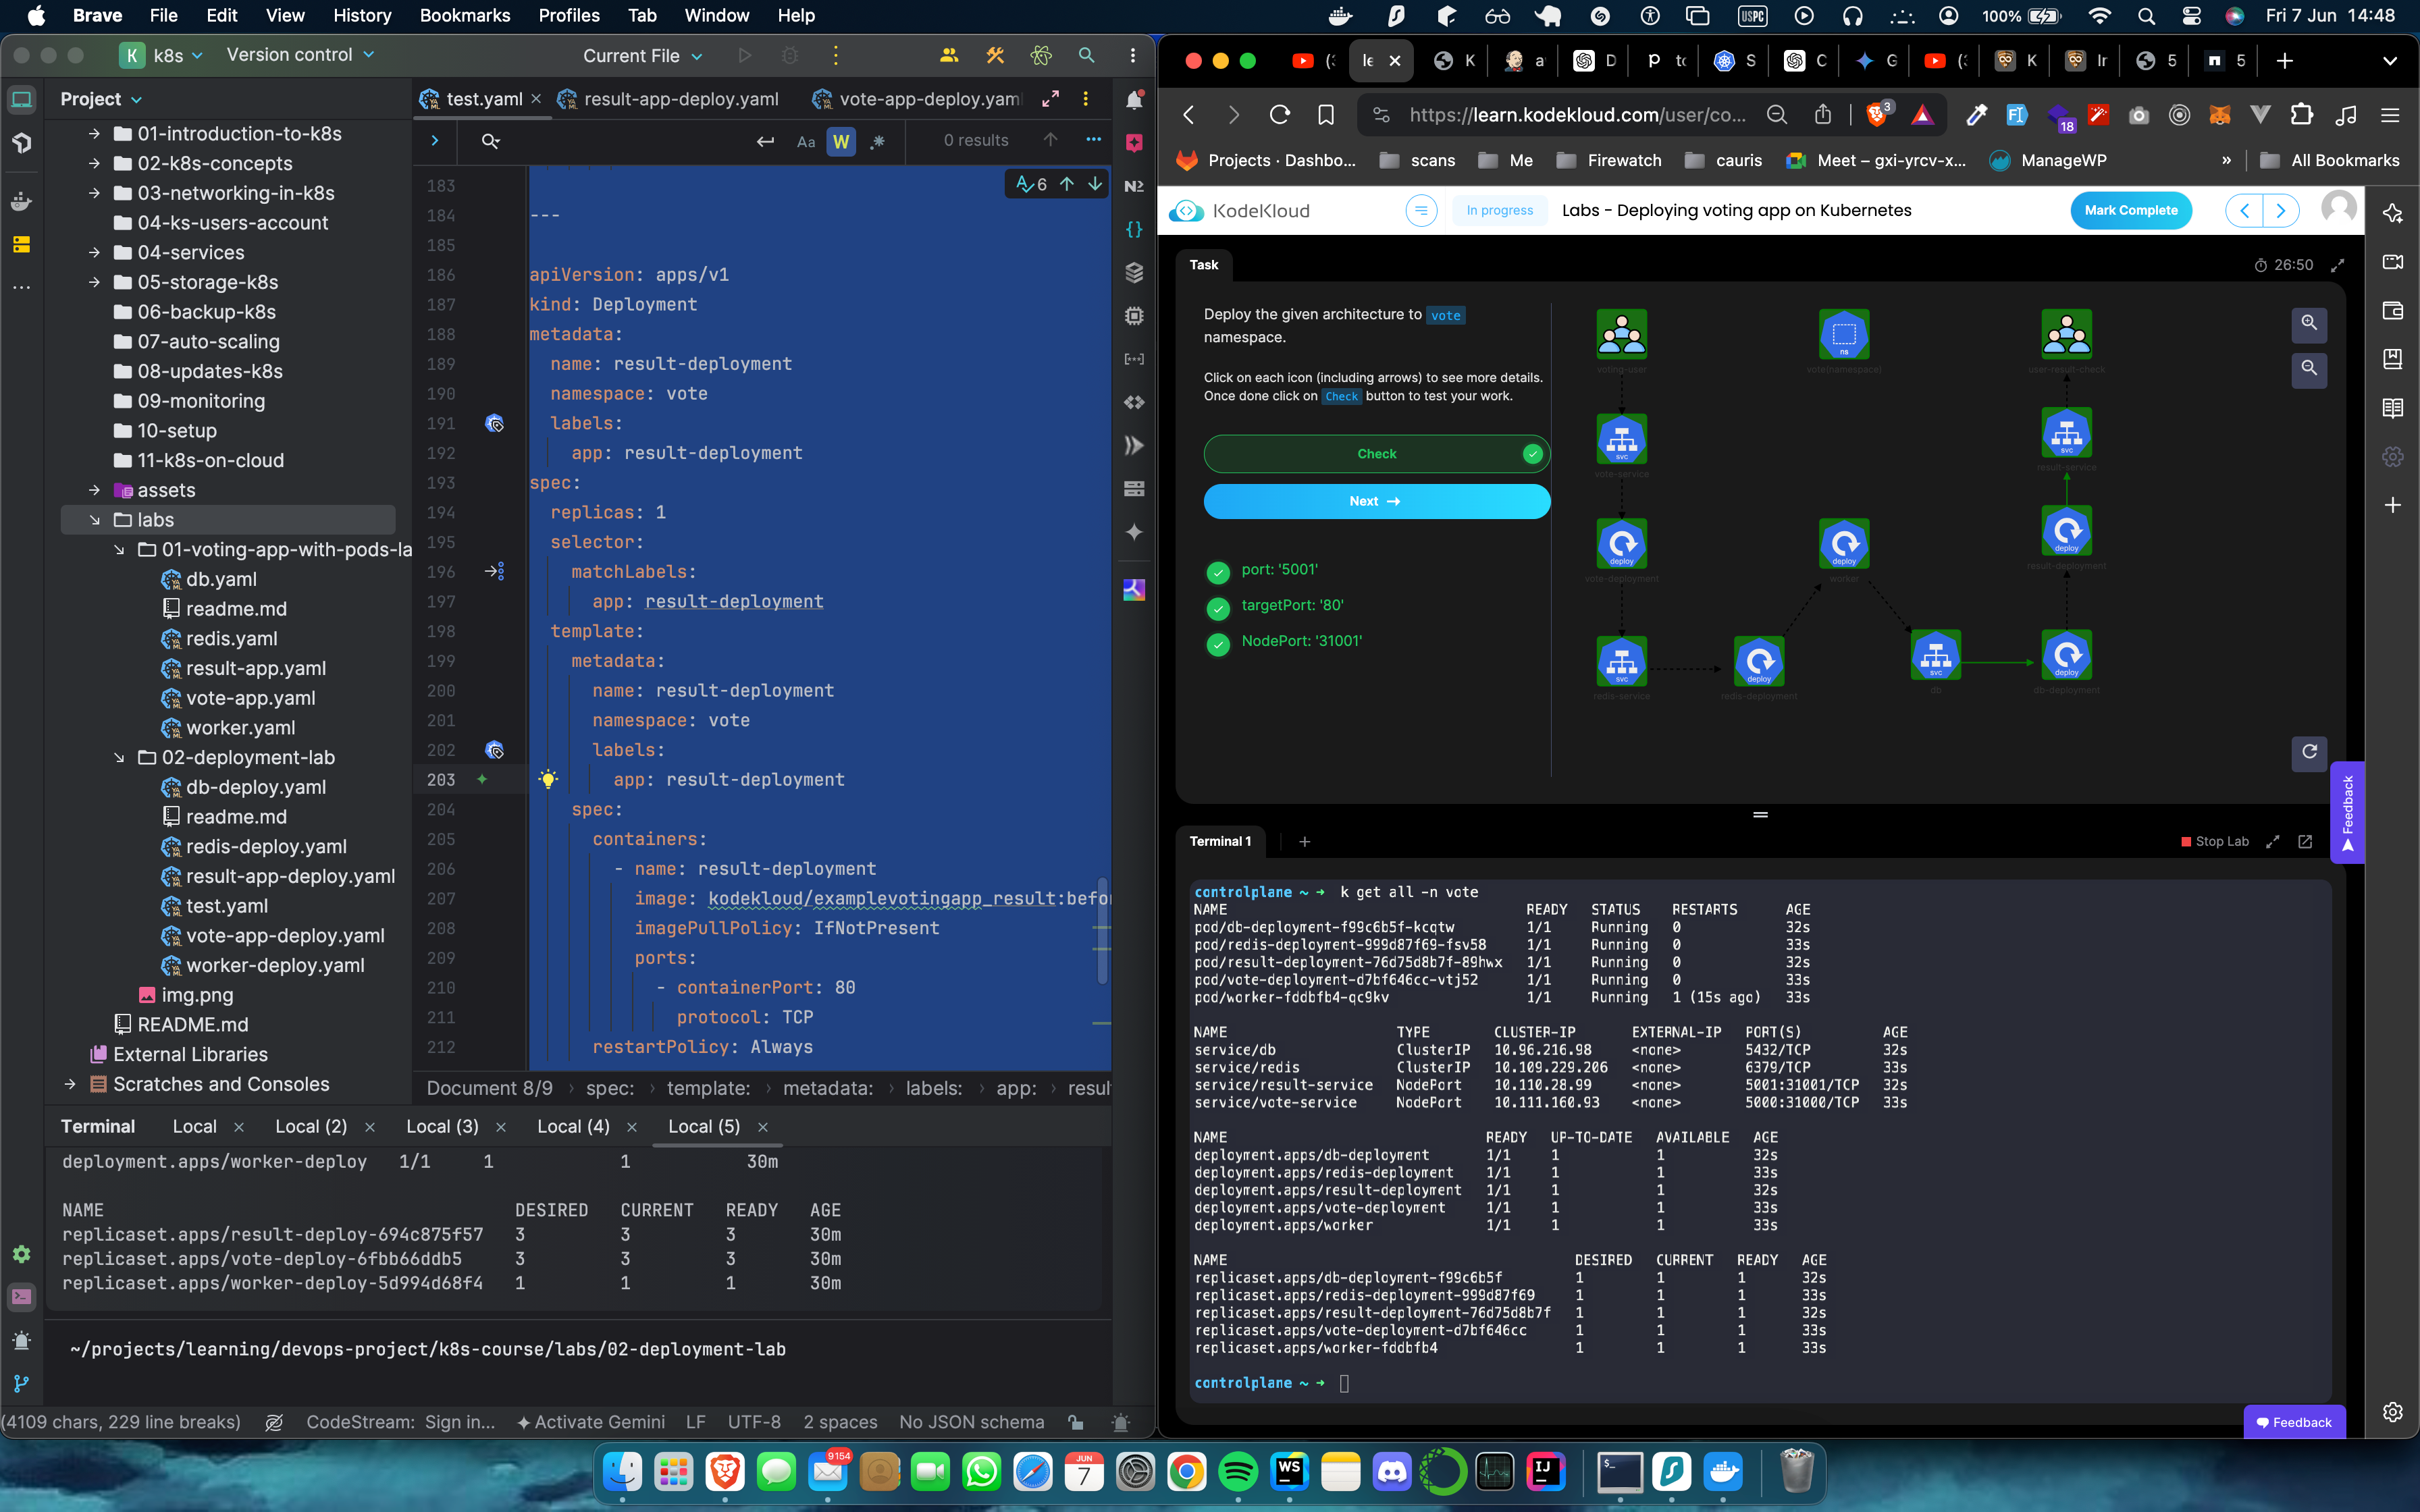 Brave File Edit View History Bookmarks Profiles Tab Window Help
USPC 100% Fri 7 Jun 14:48
K k8s Version control Current File
Project
01-introduction-to-k8s
02-k8s-concepts
03-networking-in-k8s
04-ks-users-account
04-services
05-storage-k8s
06-backup-k8s
07-auto-scaling
08-updates-k8s
09-monitoring
10-setup
11-k8s-on-cloud
assets
labs
01-voting-app-with-pods-la
db.yaml
readme.md
redis.yaml
result-app.yaml
vote-app.yaml
worker.yaml
02-deployment-lab
db-deploy.yaml
readme.md
redis-deploy.yaml
result-app-deploy.yaml
test.yaml
vote-app-deploy.yaml
worker-deploy.yaml
img.png
README.md
External Libraries
Scratches and Consoles
test.yaml result-app-deploy.yaml vote-app-deploy.yaml
Aa W .* 0 results
6
183
184 ---
185
186 apiVersion: apps/v1
187 kind: Deployment
188 metadata:
189 name: result-deployment
190 namespace: vote
191 labels:
192 app: result-deployment
193 spec:
194 replicas: 1
195 selector:
196 matchLabels:
197 app: result-deployment
198 template:
199 metadata:
200 name: result-deployment
201 namespace: vote
202 labels:
203 app: result-deployment
204 spec:
205 containers:
206 - name: result-deployment
207 image: kodekloud/examplevotingapp_result:befo
208 imagePullPolicy: IfNotPresent
209 ports:
210 - containerPort: 80
211 protocol: TCP
212 restartPolicy: Always
Document 8/9 › spec: › template: › metadata: › labels: › app: › resul
Terminal Local Local (2) Local (3) Local (4) Local (5)
deployment.apps/worker-deploy 1/1 1 1 30m
NAME DESIRED CURRENT READY AGE
replicaset.apps/result-deploy-694c875f57 3 3 3 30m
replicaset.apps/vote-deploy-6fbb66ddb5 3 3 3 30m
replicaset.apps/worker-deploy-5d994d68f4 1 1 1 30m
~/projects/learning/devops-project/k8s-course/labs/02-deployment-lab
(4109 chars, 229 line breaks) CodeStream: Sign in... Activate Gemini LF UTF-8 2 spaces No JSON schema
le K a D p tc S C G K Ir 5 n 5
https://learn.kodekloud.com/user/co... 3 18
Projects · Dashbo... scans Me Firewatch cauris Meet – gxi-yrcv-x... ManageWP » All Bookmarks
KodeKloud In progress Labs - Deploying voting app on Kubernetes Mark Complete
Task 26:50
Deploy the given architecture to vote
namespace.
Click on each icon (including arrows) to see more details.
Once done click on Check button to test your work.
Check
Next →
port: '5001'
targetPort: '80'
NodePort: '31001'
voting-user
ns
vote(namespace)
user-result-check
svc
vote-service
svc
result-service
deploy
vote-deployment
deploy
worker
deploy
result-deployment
svc
redis-service
deploy
redis-deployment
svc
db
deploy
db-deployment
Feedback
Terminal 1 + Stop Lab
controlplane ~ ➜ k get all -n vote
NAME READY STATUS RESTARTS AGE
pod/db-deployment-f99c6b5f-kcqtw 1/1 Running 0 32s
pod/redis-deployment-999d87f69-fsv58 1/1 Running 0 33s
pod/result-deployment-76d75d8b7f-89hwx 1/1 Running 0 32s
pod/vote-deployment-d7bf646cc-vtj52 1/1 Running 0 33s
pod/worker-fddbfb4-qc9kv 1/1 Running 1 (15s ago) 33s
NAME TYPE CLUSTER-IP EXTERNAL-IP PORT(S) AGE
service/db ClusterIP 10.96.216.98 <none> 5432/TCP 32s
service/redis ClusterIP 10.109.229.206 <none> 6379/TCP 33s
service/result-service NodePort 10.110.28.99 <none> 5001:31001/TCP 32s
service/vote-service NodePort 10.111.160.93 <none> 5000:31000/TCP 33s
NAME READY UP-TO-DATE AVAILABLE AGE
deployment.apps/db-deployment 1/1 1 1 32s
deployment.apps/redis-deployment 1/1 1 1 33s
deployment.apps/result-deployment 1/1 1 1 32s
deployment.apps/vote-deployment 1/1 1 1 33s
deployment.apps/worker 1/1 1 1 33s
NAME DESIRED CURRENT READY AGE
replicaset.apps/db-deployment-f99c6b5f 1 1 1 32s
replicaset.apps/redis-deployment-999d87f69 1 1 1 33s
replicaset.apps/result-deployment-76d75d8b7f 1 1 1 32s
replicaset.apps/vote-deployment-d7bf646cc 1 1 1 33s
replicaset.apps/worker-fddbfb4 1 1 1 33s
controlplane ~ ➜
Feedback
9154 JUN 7 WS IJ